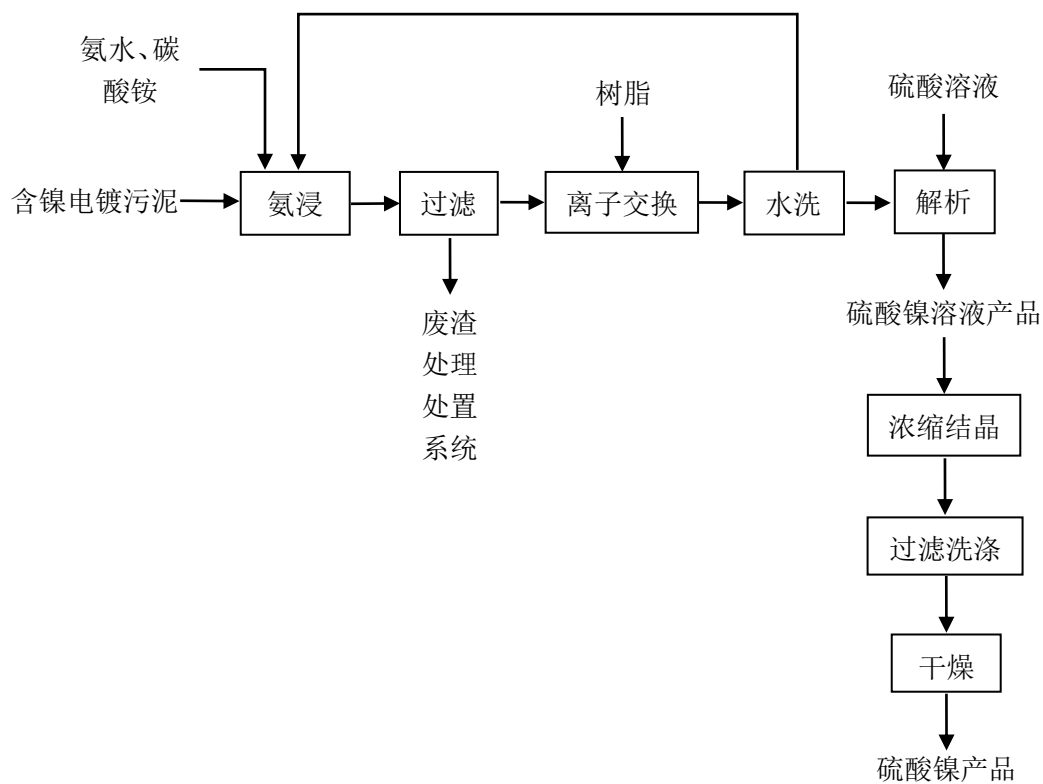 氨水、碳
酸铵
树脂
硫酸溶液
含镍电镀污泥
氨浸
过滤
离子交换
水洗
解析
废渣
处理
处置
系统
硫酸镍溶液产品
浓缩结晶
过滤洗涤
干燥
硫酸镍产品